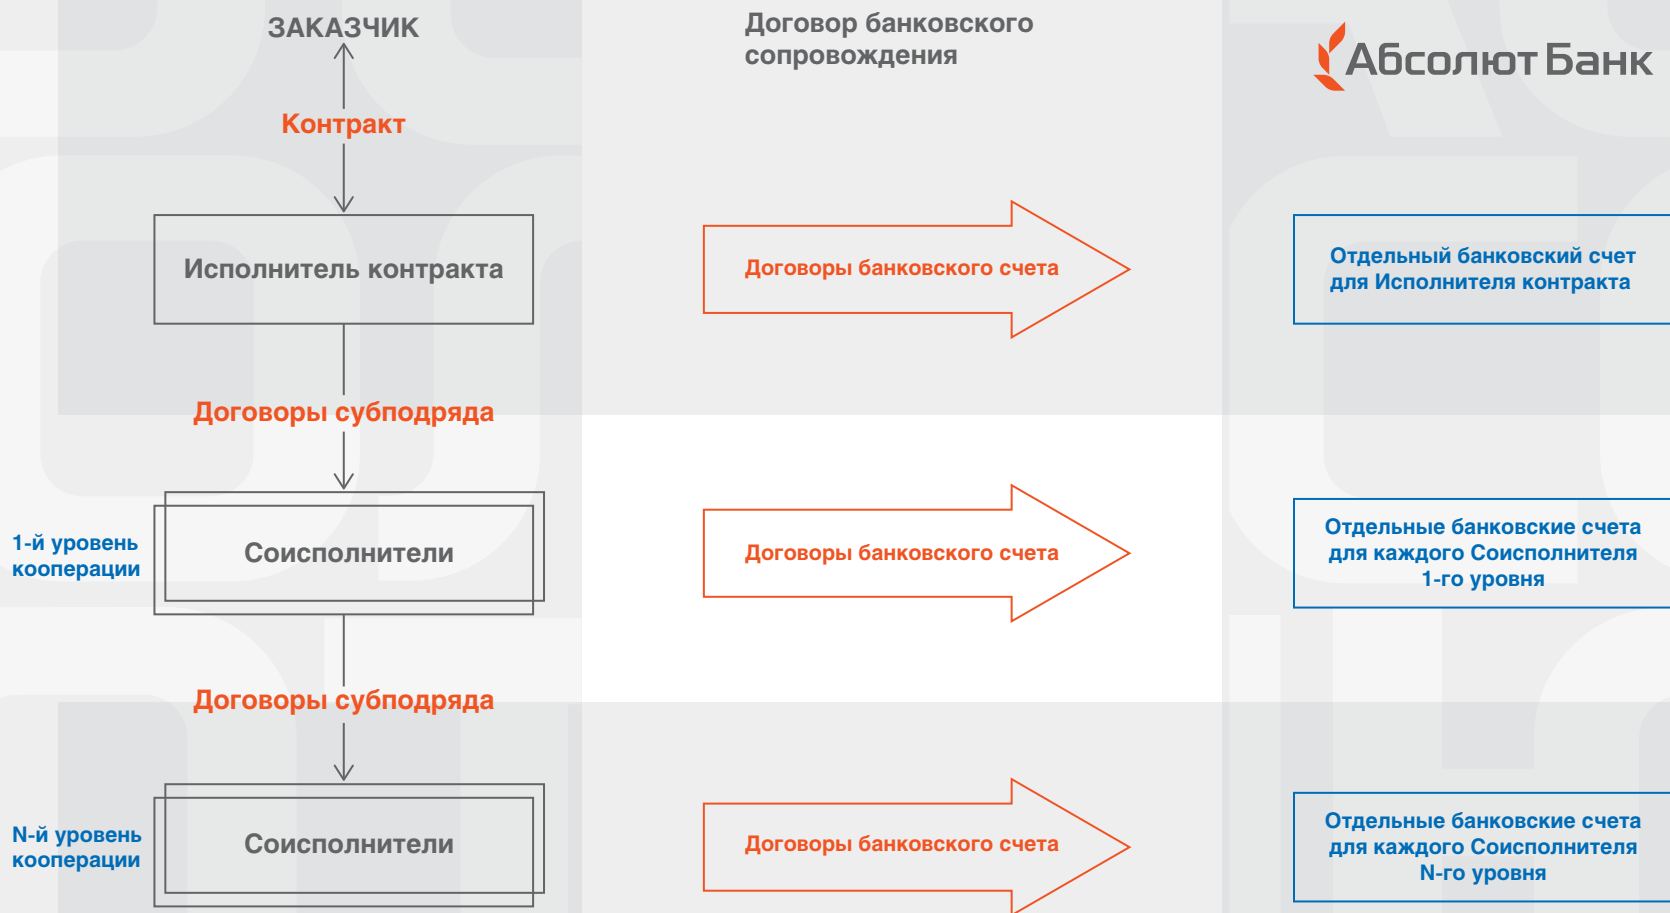 ЗАКАЗЧИК
Договор банковского
сопровождения
Абсолют Банк
Контракт
Исполнитель контракта
Договоры банковского счета
Отдельный банковский счет
для Исполнителя контракта
Договоры субподряда
1-й уровень
кооперации
Соисполнители
Договоры банковского счета
Отдельные банковские счета
для каждого Соисполнителя
1-го уровня
Договоры субподряда
N-й уровень
кооперации
Соисполнители
Договоры банковского счета
Отдельные банковские счета
для каждого Соисполнителя
N-го уровня